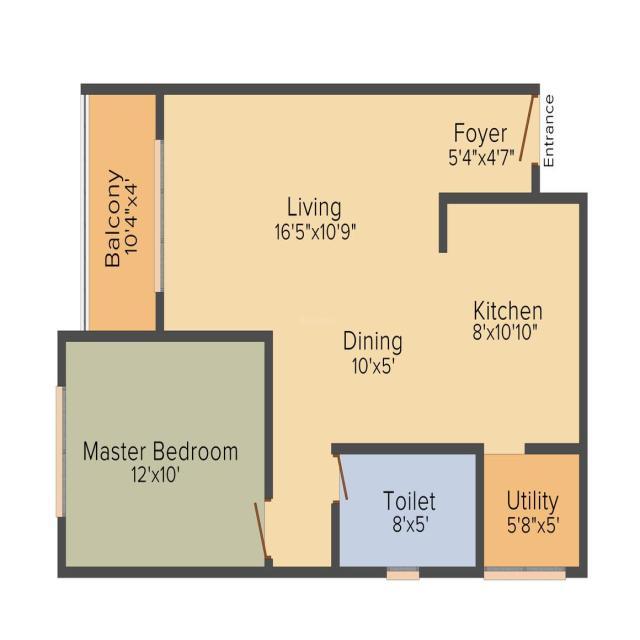 Entrance
Foyer
5'4"x4'7"
Balcony
10'4"x4'
Living
16'5"x10'9"
Kitchen
8'x10'10"
Dining
10'x5'
Master Bedroom
12'x10'
Toilet
8'x5'
Utility
5'8"x5'